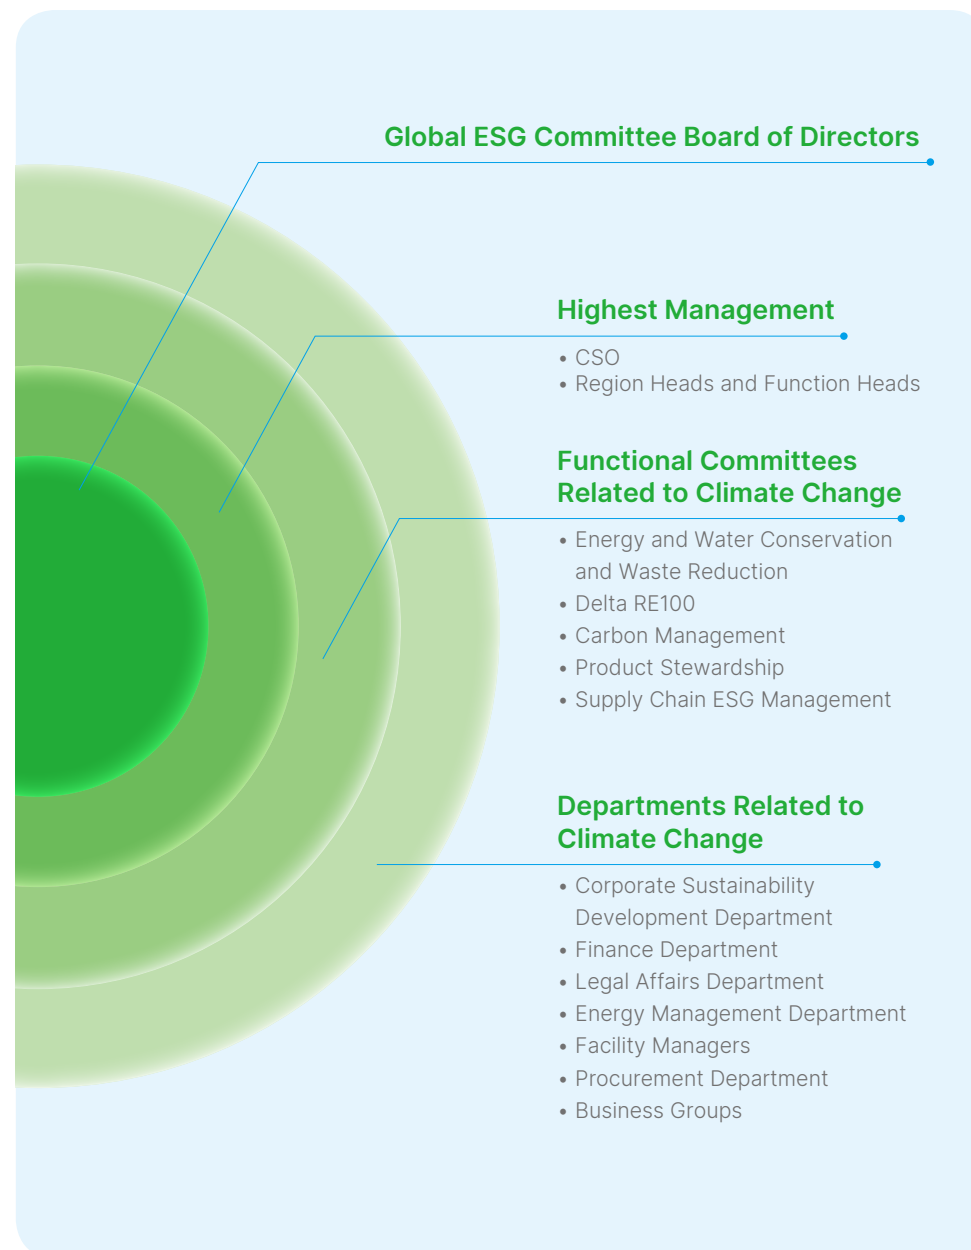 Global ESG Committee Board of Directors
Highest Management
• CSO
• Region Heads and Function Heads
Functional Committees
Related to Climate Change
• Energy and Water Conservation
and Waste Reduction
• Delta RE100
• Carbon Management
• Product Stewardship
• Supply Chain ESG Management
Departments Related to
Climate Change
• Corporate Sustainability
Development Department
• Finance Department
• Legal Affairs Department
• Energy Management Department
• Facility Managers
• Procurement Department
• Business Groups